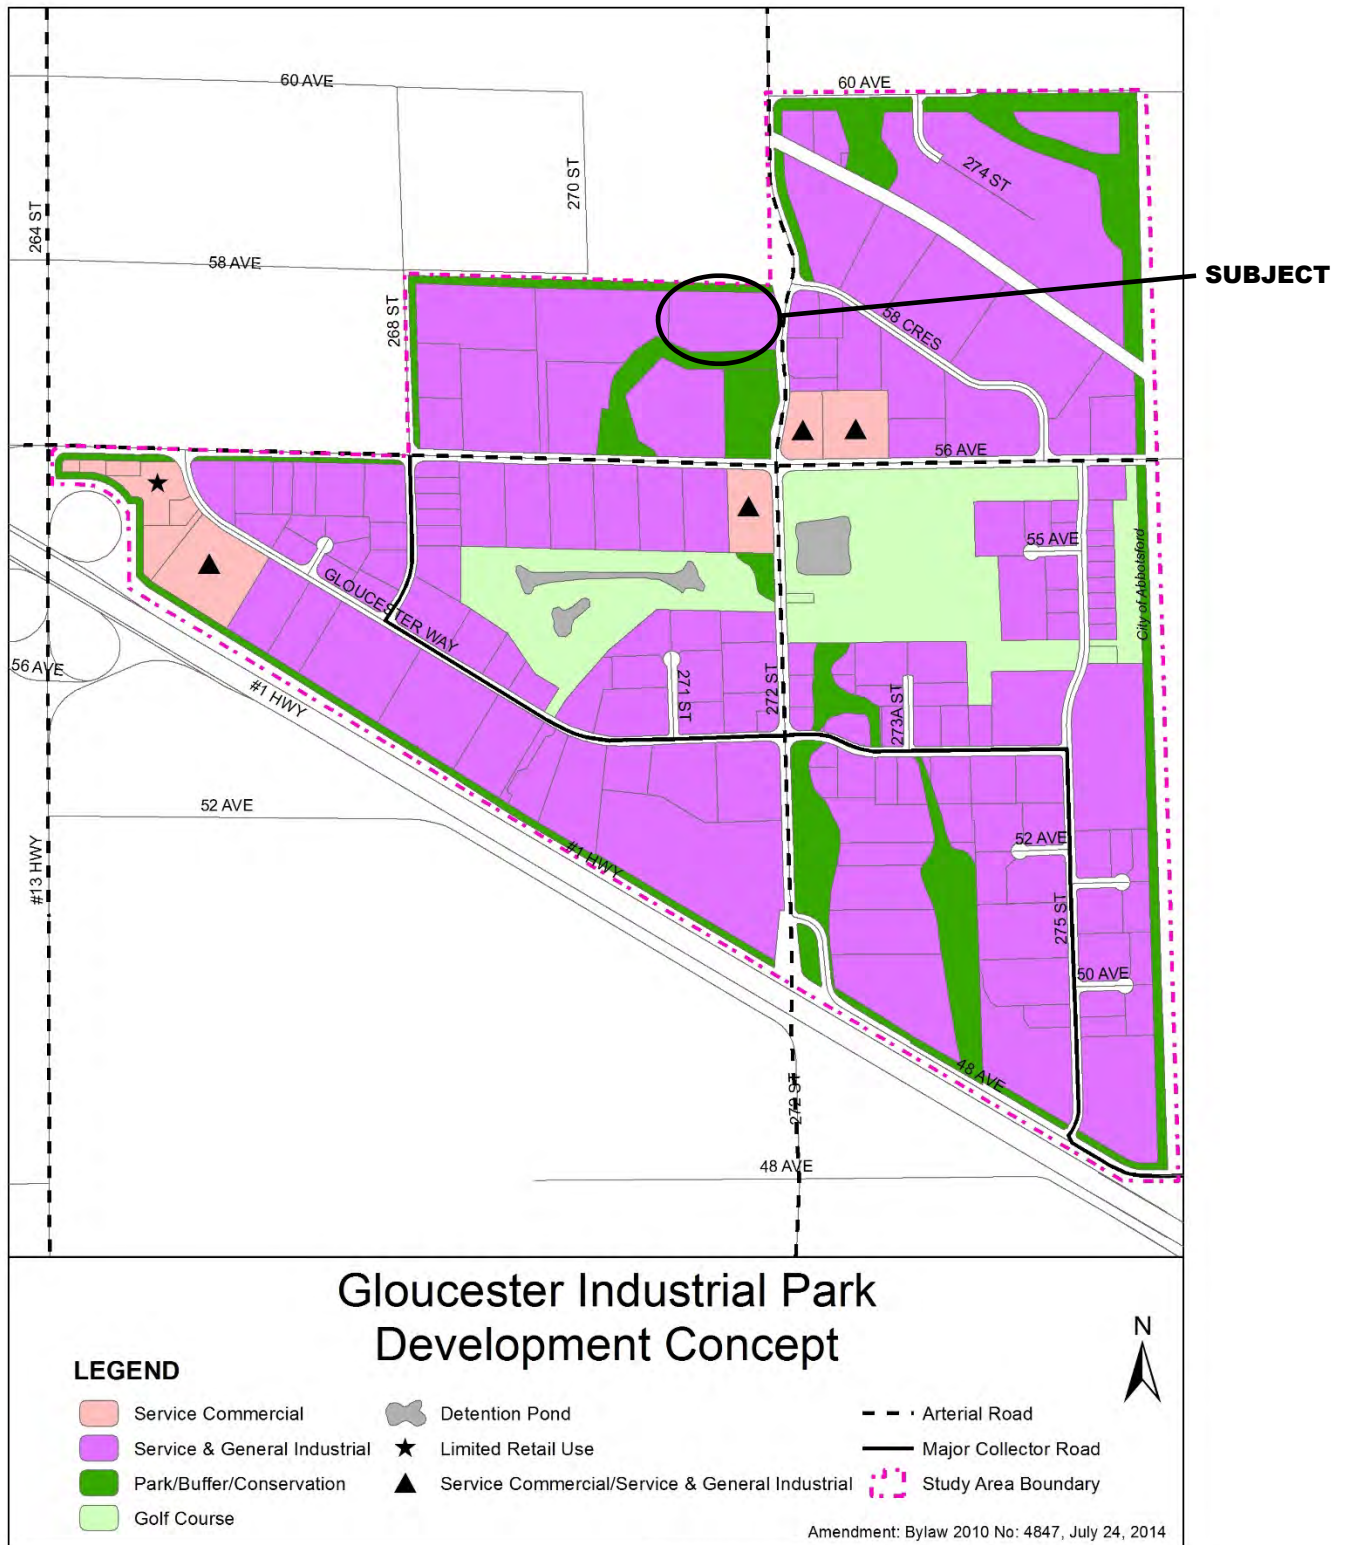 60 AVE
60 AVE
274 ST
270 ST
264 ST
58 AVE
SUBJECT
268 ST
58 CRES
56 AVE
55 AVE
City of Abbotsford
GLOUCESTER WAY
56 AVE
#1 HWY
271 ST
272 ST
273A ST
52 AVE
#1 HWY
52 AVE
#13 HWY
275 ST
50 AVE
48 AVE
272 ST
48 AVE
Gloucester Industrial Park
Development Concept
N
LEGEND
Service Commercial
Service & General Industrial
Park/Buffer/Conservation
Golf Course
Detention Pond
Limited Retail Use
Service Commercial/Service & General Industrial
Arterial Road
Major Collector Road
Study Area Boundary
Amendment: Bylaw 2010 No: 4847, July 24, 2014